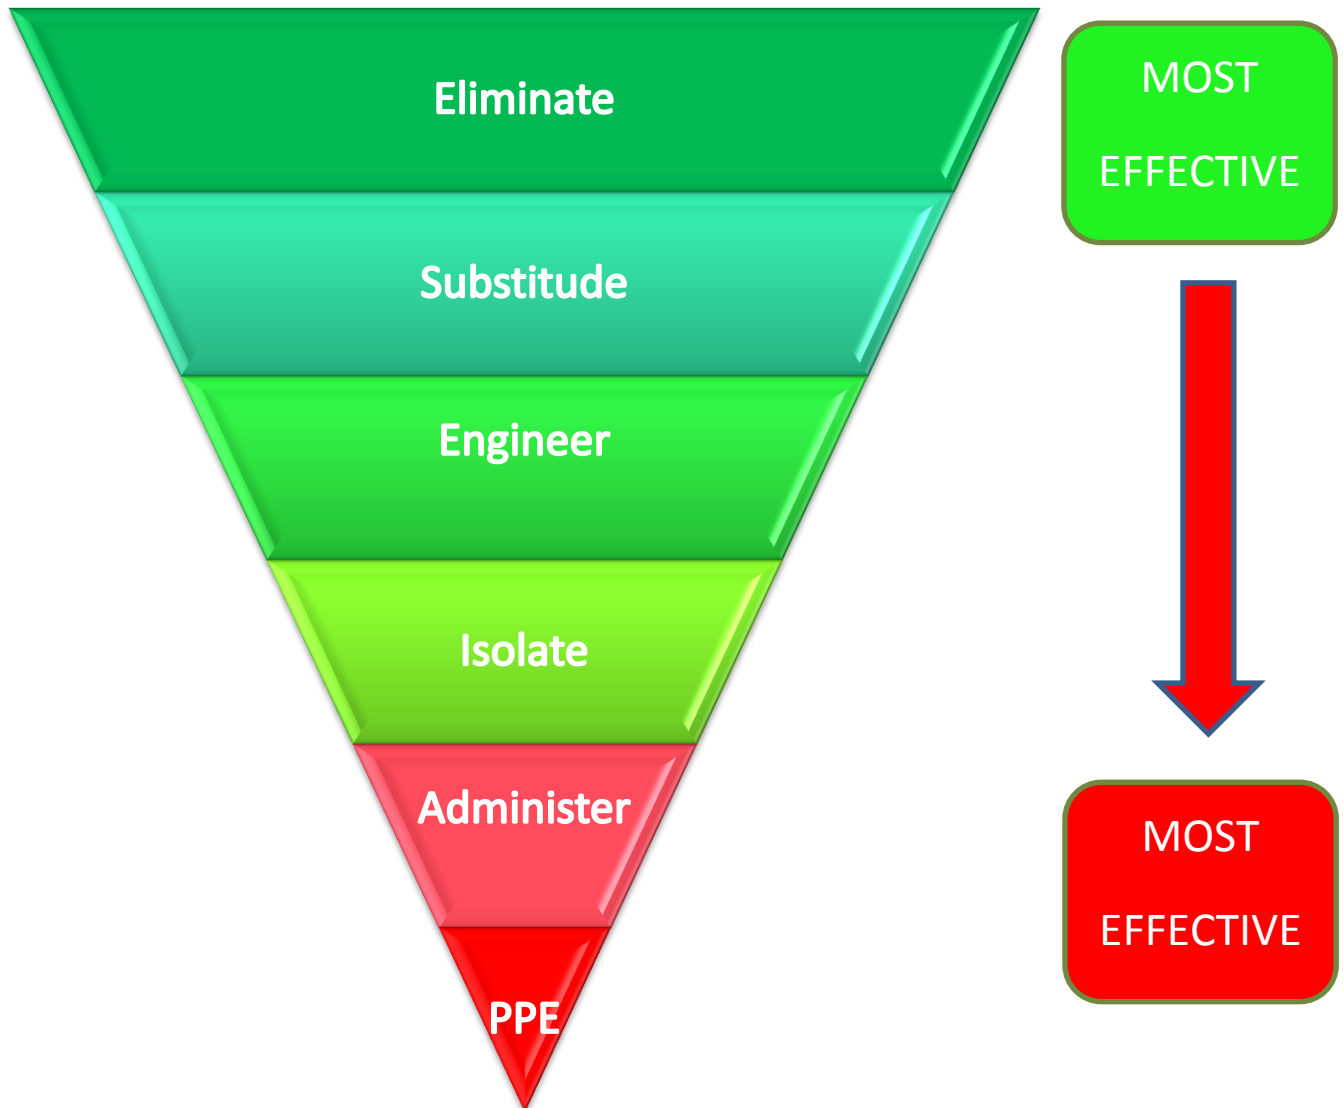 Eliminate
Substitude
Engineer
Isolate
Administer
PPE
MOST
EFFECTIVE
MOST
EFFECTIVE